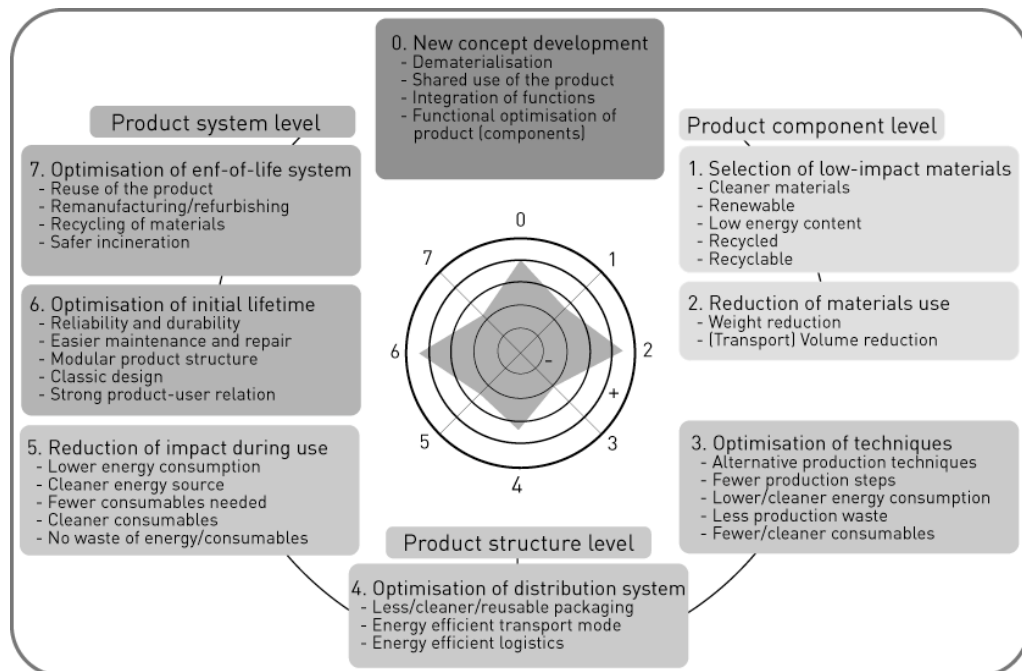 0. New concept development
- Dematerialisation
- Shared use of the product
- Integration of functions
- Functional optimisation of
product (components)
Product system level
7. Optimisation of enf-of-life system
- Reuse of the product
- Remanufacturing/refurbishing
- Recycling of materials
- Safer incineration
6. Optimisation of initial lifetime
- Reliability and durability
- Easier maintenance and repair
- Modular product structure
- Classic design
- Strong product-user relation
5. Reduction of impact during use
- Lower energy consumption
- Cleaner energy source
- Fewer consumables needed
- Cleaner consumables
- No waste of energy/consumables
0
7
1
6
-
2
+
5
3
4
Product component level
1. Selection of low-impact materials
- Cleaner materials
- Renewable
- Low energy content
- Recycled
- Recyclable
2. Reduction of materials use
- Weight reduction
- (Transport) Volume reduction
3. Optimisation of techniques
- Alternative production techniques
- Fewer production steps
- Lower/cleaner energy consumption
- Less production waste
- Fewer/cleaner consumables
Product structure level
4. Optimisation of distribution system
- Less/cleaner/reusable packaging
- Energy efficient transport mode
- Energy efficient logistics